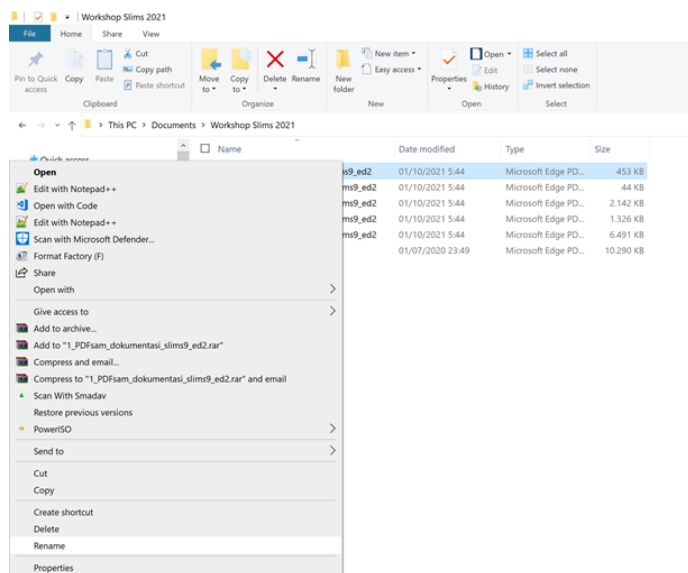 Workshop Slims 2021
File Home Share View
Pin to Quick access
Copy
Paste
Cut
Copy path
Paste shortcut
Move to
Copy to
Delete
Rename
New folder
New item
Easy access
Properties
Open
Edit
History
Select all
Select none
Invert selection
Clipboard Organize New Open Select
This PC > Documents > Workshop Slims 2021
Quick access
Name Date modified Type Size
ms9_ed2 01/10/2021 5:44 Microsoft Edge PD... 453 KB
ms9_ed2 01/10/2021 5:44 Microsoft Edge PD... 44 KB
ms9_ed2 01/10/2021 5:44 Microsoft Edge PD... 2.142 KB
ms9_ed2 01/10/2021 5:44 Microsoft Edge PD... 1.326 KB
ms9_ed2 01/10/2021 5:44 Microsoft Edge PD... 6.491 KB
01/07/2020 23:49 Microsoft Edge PD... 10.290 KB
Open
Edit with Notepad++
Open with Code
Edit with Notepad++
Scan with Microsoft Defender...
Format Factory (F)
Share
Open with
Give access to
Add to archive...
Add to "1_PDFsam_dokumentasi_slims9_ed2.rar"
Compress and email...
Compress to "1_PDFsam_dokumentasi_slims9_ed2.rar" and email
Scan With Smadav
Restore previous versions
PowerISO
Send to
Cut
Copy
Create shortcut
Delete
Rename
Properties